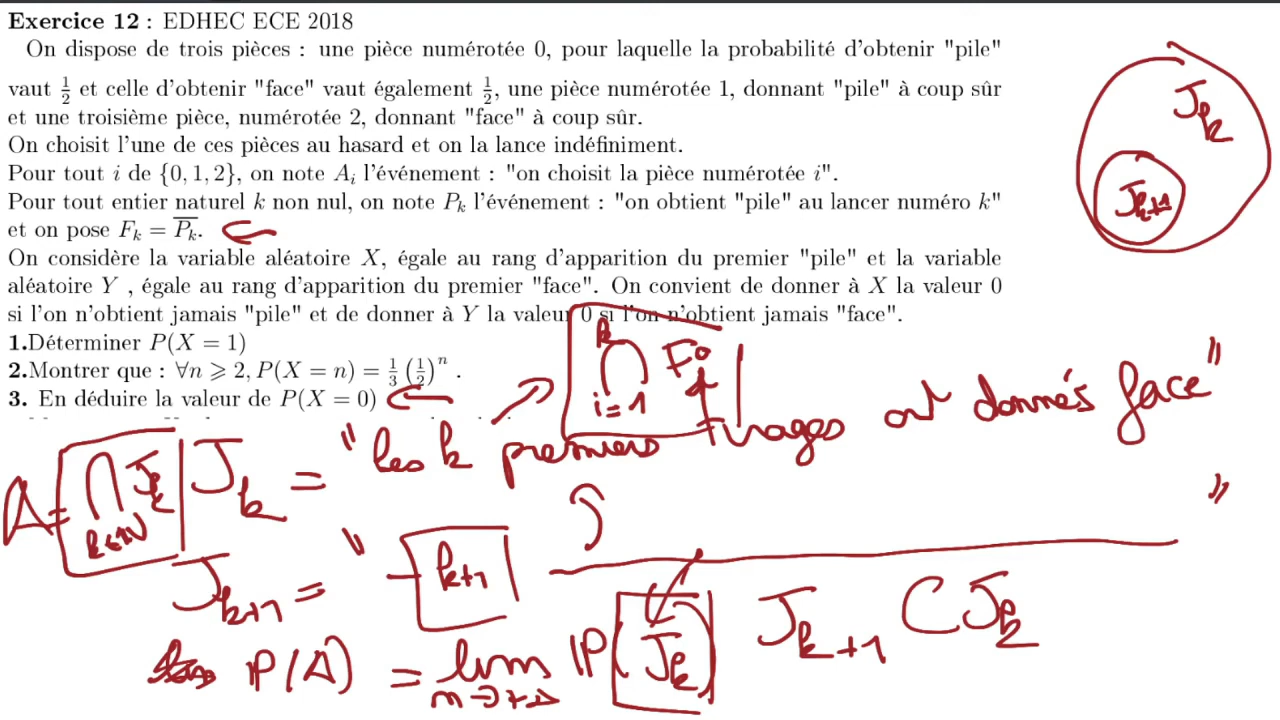 Exercice 12 : EDHEC ECE 2018
On dispose de trois pièces : une pièce numérotée 0, pour laquelle la probabilité d'obtenir "pile"
vaut 1/2 et celle d'obtenir "face" vaut également 1/2, une pièce numérotée 1, donnant "pile" à coup sûr
et une troisième pièce, numérotée 2, donnant "face" à coup sûr.
On choisit l'une de ces pièces au hasard et on la lance indéfiniment.
Pour tout i de {0, 1, 2}, on note A_i l'événement : "on choisit la pièce numérotée i".
Pour tout entier naturel k non nul, on note P_k l'événement : "on obtient "pile" au lancer numéro k"
et on pose F_k = \overline{P_k}.
On considère la variable aléatoire X, égale au rang d'apparition du premier "pile" et la variable
aléatoire Y , égale au rang d'apparition du premier "face". On convient de donner à X la valeur 0
si l'on n'obtient jamais "pile" et de donner à Y la valeur 0 si l'on n'obtient jamais "face".
1.Déterminer P(X = 1)
2.Montrer que : ∀n ⩾ 2, P(X = n) = 1/3 (1/2)^n .
3. En déduire la valeur de P(X = 0)
J_k
J_{k+1}
k
∩ F
i=1
A = ∩ J_k
k∈ℕ
J_k = "les k premiers tirages ont donnés face"
J_{k+1} = " k+1 "
J_{k+1} ⊂ J_k
P(A) = lim P(J_k)
n→+∞